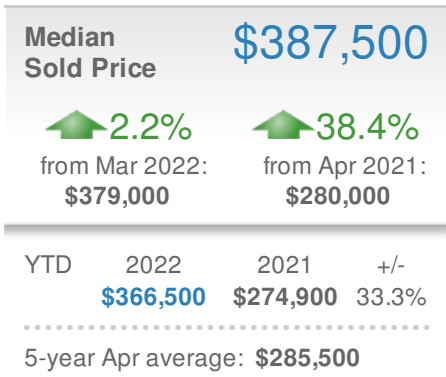 Median $387,500
Sold Price
2.2% 38.4%
from Mar 2022: from Apr 2021:
$379,000 $280,000
YTD 2022 2021 +/-
$366,500 $274,900 33.3%
5-year Apr average: $285,500